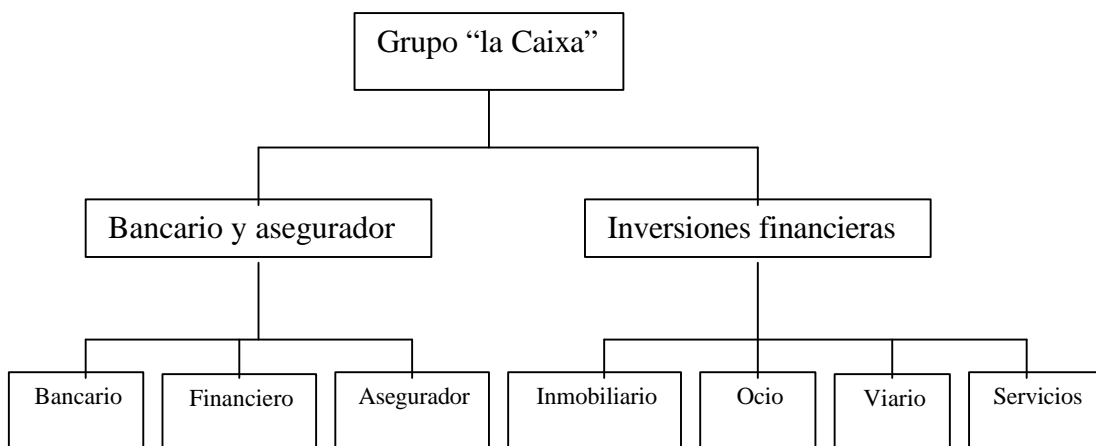 Grupo “la Caixa”
Bancario y asegurador
Inversiones financieras
Bancario
Financiero
Asegurador
Inmobiliario
Ocio
Viario
Servicios